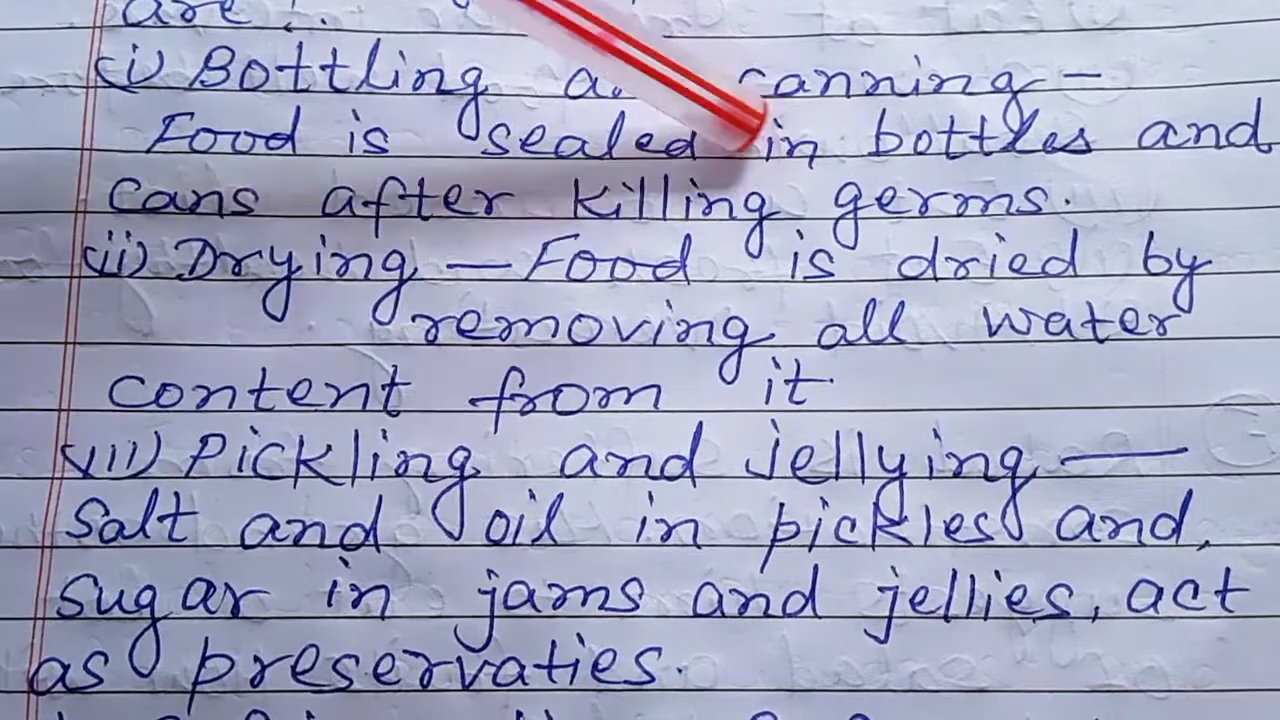 are :.
(i) Bottling a canning –
Food is sealed in bottles and
cans after killing germs.
(ii) Drying – Food is dried by
removing all water
content from it
(iii) Pickling and jellying –
Salt and oil in pickles and,
sugar in jams and jellies, act
as preservaties.